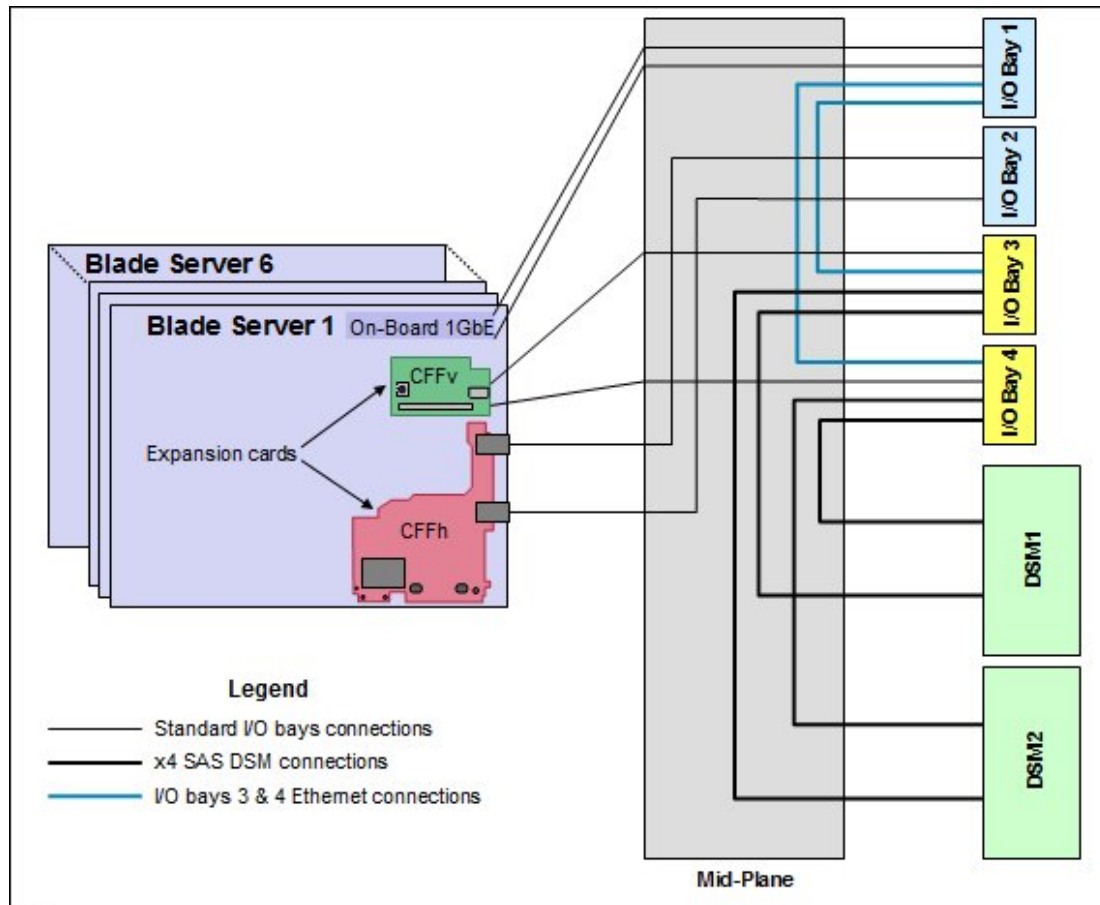 Blade Server 6
Blade Server 1
On-Board 1GbE
CFFv
Expansion cards
CFFh
I/O Bay 1
I/O Bay 2
I/O Bay 3
I/O Bay 4
DSM1
DSM2
Mid-Plane
Legend
Standard I/O bays connections
x4 SAS DSM connections
I/O bays 3 & 4 Ethernet connections